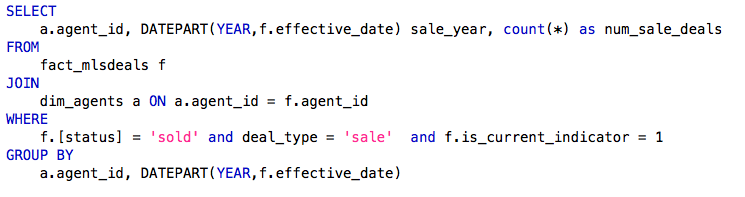 SELECT
a.agent_id, DATEPART(YEAR,f.effective_date) sale_year, count(*) as num_sale_deals
FROM
fact_mlsdeals f
JOIN
dim_agents a ON a.agent_id = f.agent_id
WHERE
f.[status] = 'sold' and deal_type = 'sale'  and f.is_current_indicator = 1
GROUP BY
a.agent_id, DATEPART(YEAR,f.effective_date)